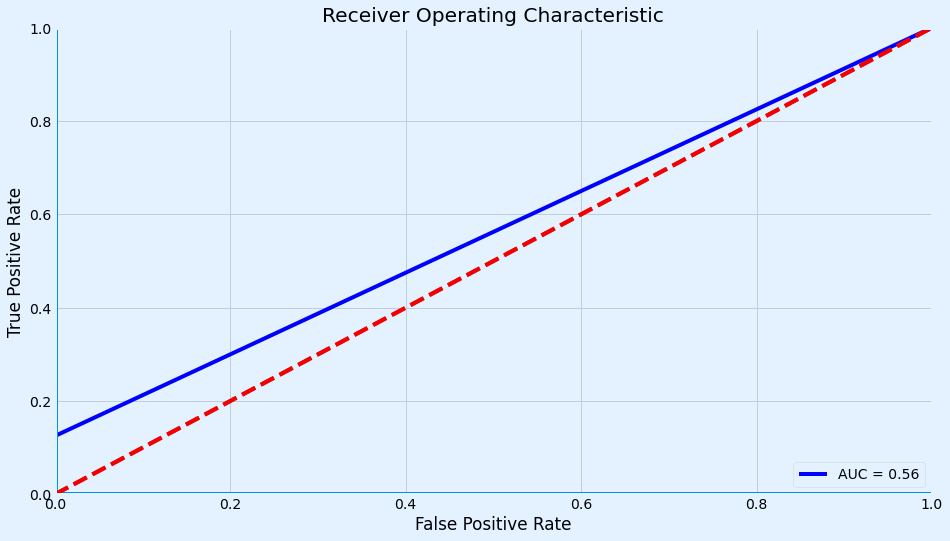 Receiver Operating Characteristic
True Positive Rate
1.0
0.8
0.6
0.4
0.2
0.0
0.0 0.2 0.4 0.6 0.8 1.0
False Positive Rate
AUC = 0.56